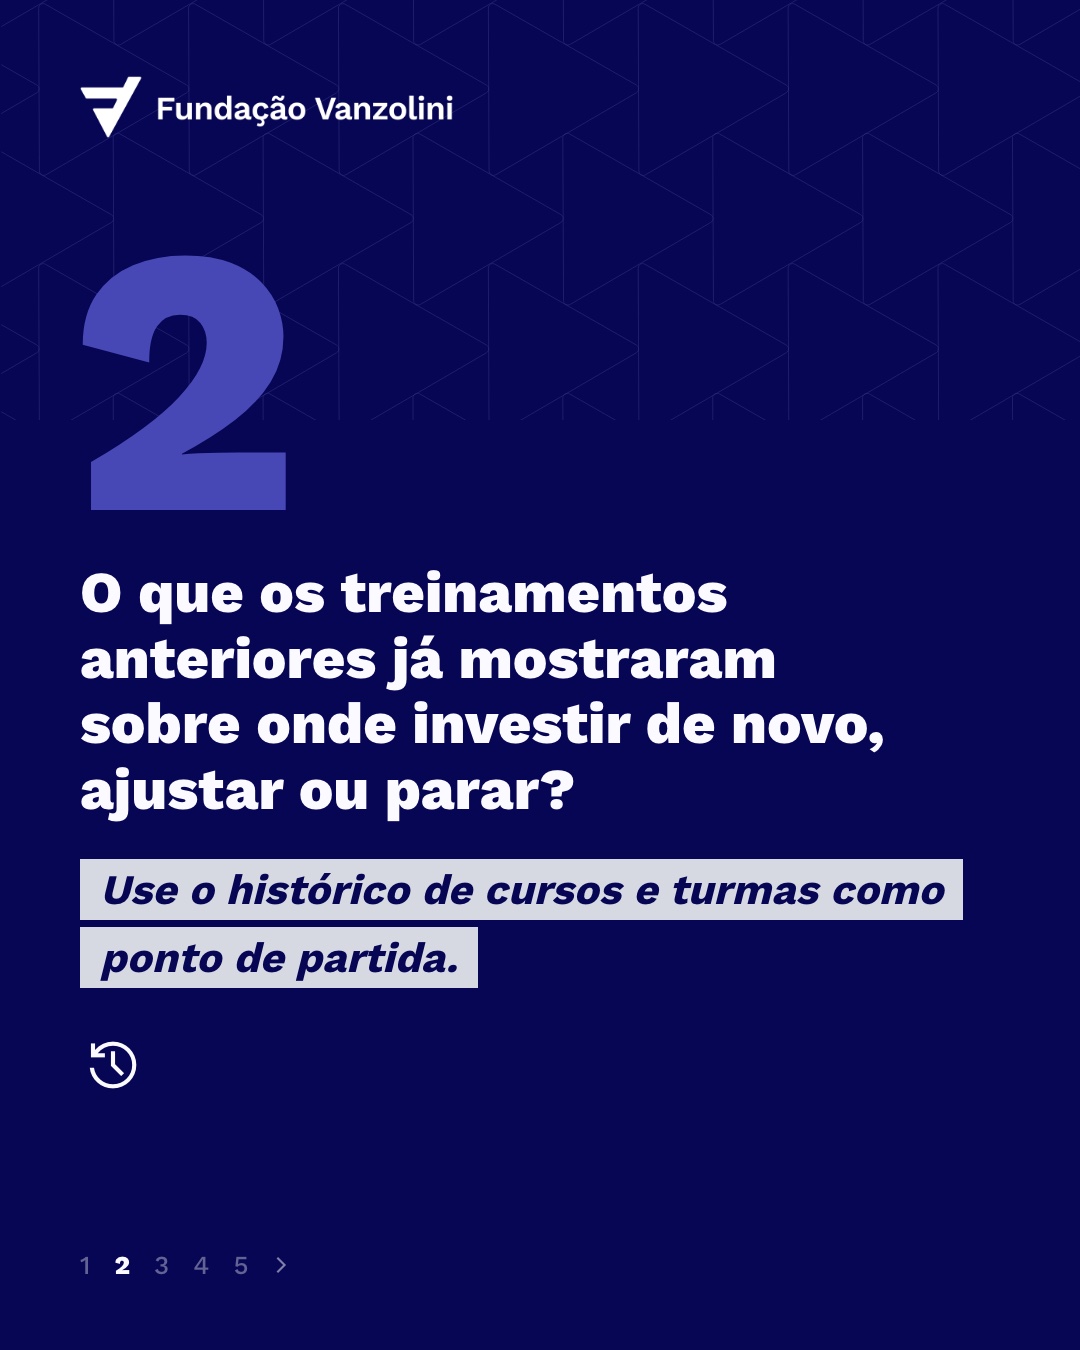 Fundação Vanzolini
2
O que os treinamentos
anteriores já mostraram
sobre onde investir de novo,
ajustar ou parar?
Use o histórico de cursos e turmas como
ponto de partida.
1 2 3 4 5 >